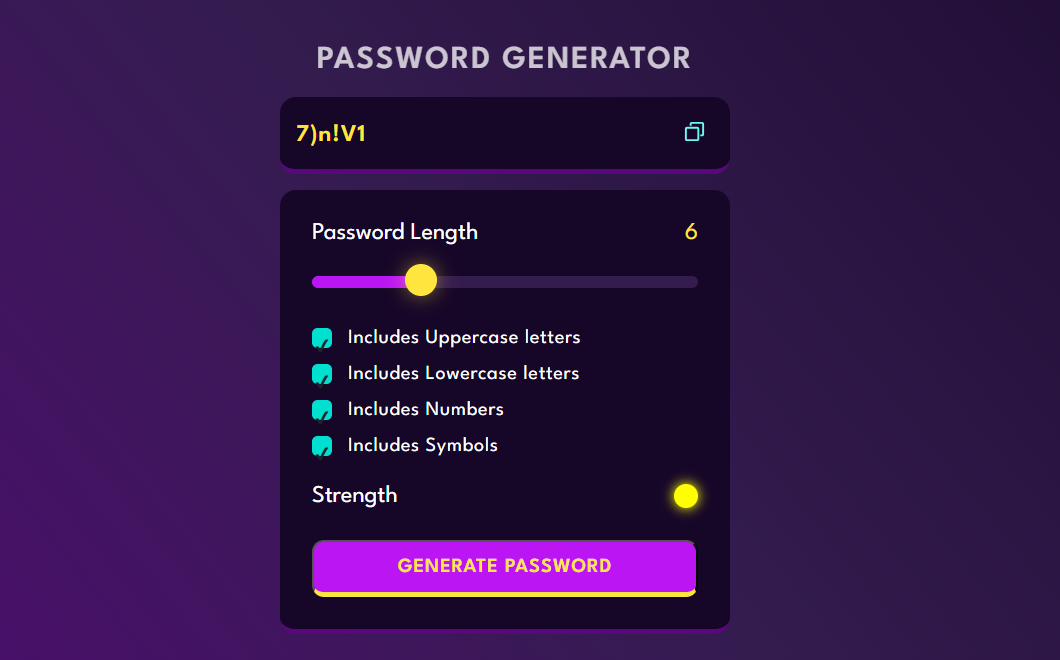 PASSWORD GENERATOR
7)n!V1
Password Length 6
Includes Uppercase letters
Includes Lowercase letters
Includes Numbers
Includes Symbols
Strength
GENERATE PASSWORD